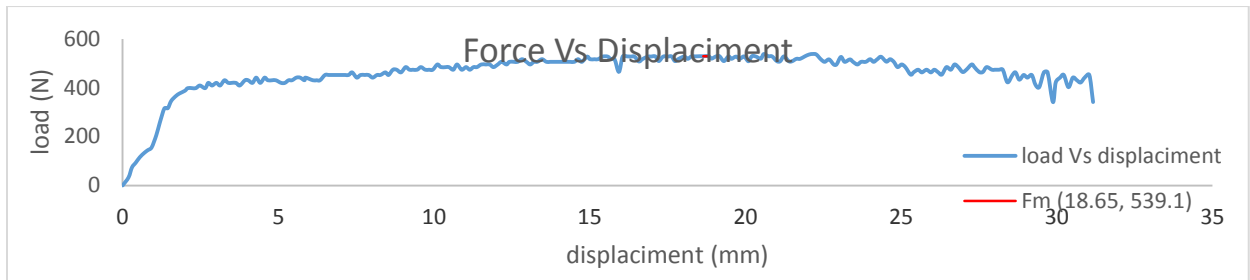 Force Vs Displaciment
load (N)
600
400
200
0
0 5 10 15 20 25 30 35
displaciment (mm)
load Vs displaciment
Fm (18.65, 539.1)